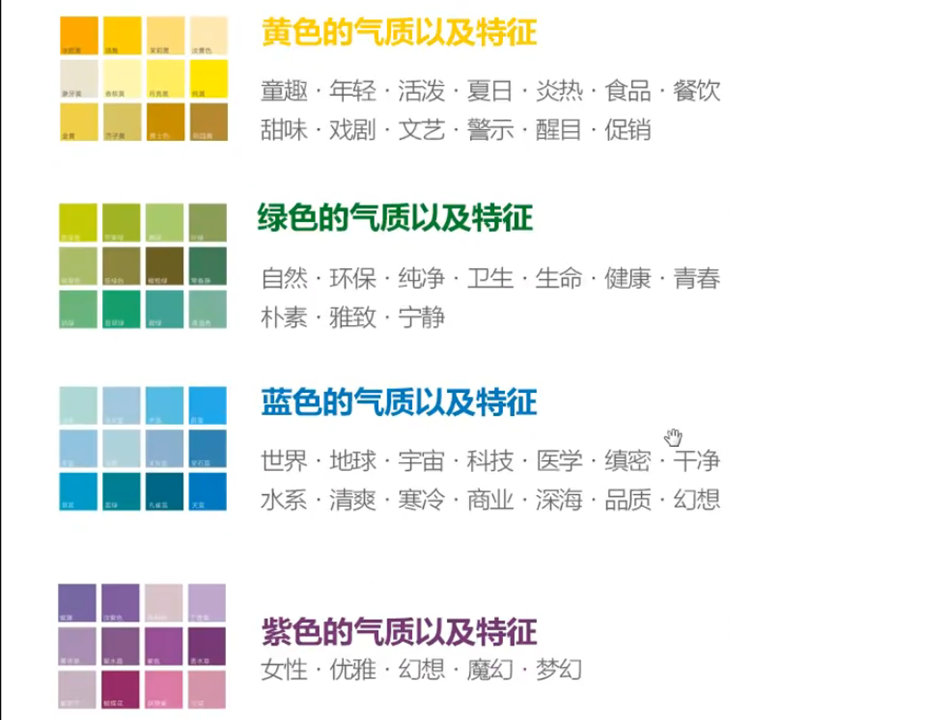 黄色的气质以及特征
童趣 · 年轻 · 活泼 · 夏日 · 炎热 · 食品 · 餐饮
甜味 · 戏剧 · 文艺 · 警示 · 醒目 · 促销
绿色的气质以及特征
自然 · 环保 · 纯净 · 卫生 · 生命 · 健康 · 青春
朴素 · 雅致 · 宁静
蓝色的气质以及特征
世界 · 地球 · 宇宙 · 科技 · 医学 · 缜密 · 干净
水系 · 清爽 · 寒冷 · 商业 · 深海 · 品质 · 幻想
紫色的气质以及特征
女性 · 优雅 · 幻想 · 魔幻 · 梦幻